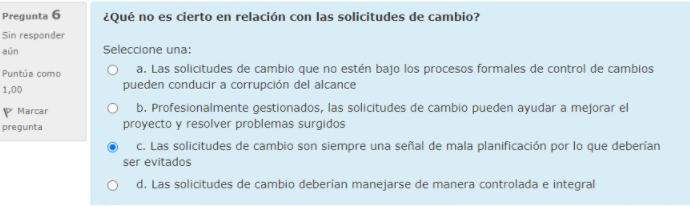 Pregunta 6
Sin responder
aún
Puntúa como
1,00
Marcar
pregunta
¿Qué no es cierto en relación con las solicitudes de cambio?
Seleccione una:
a. Las solicitudes de cambio que no estén bajo los procesos formales de control de cambios
pueden conducir a corrupción del alcance
b. Profesionalmente gestionados, las solicitudes de cambio pueden ayudar a mejorar el
proyecto y resolver problemas surgidos
c. Las solicitudes de cambio son siempre una señal de mala planificación por lo que deberían
ser evitados
d. Las solicitudes de cambio deberían manejarse de manera controlada e integral